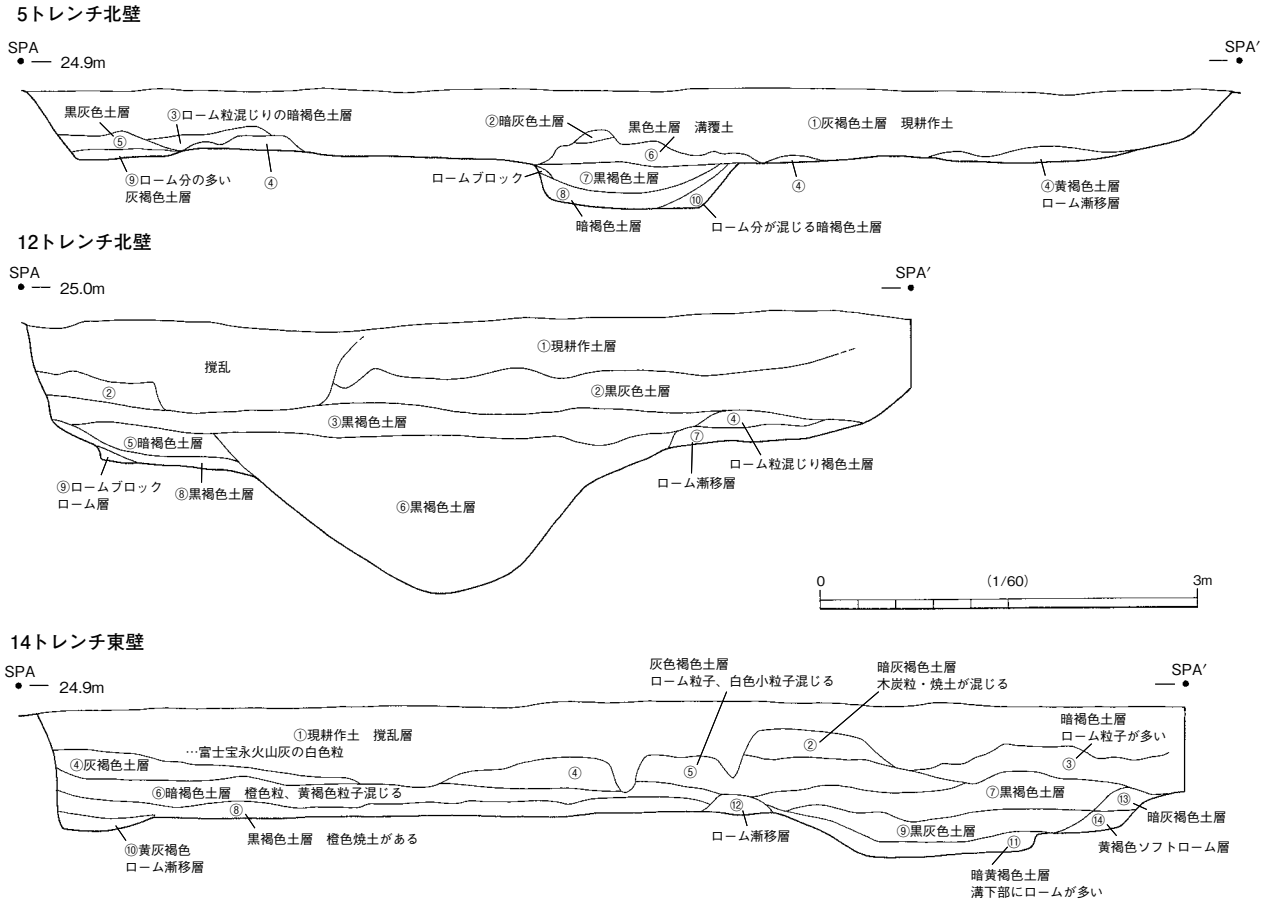 5トレンチ北壁
SPA
24.9m
SPA′
黒灰色土層
③ローム粒混じりの暗褐色土層
②暗灰色土層
黒色土層 溝覆土
①灰褐色土層 現耕作土
⑤
⑥
ロームブロック
⑦黒褐色土層
⑨ローム分の多い
灰褐色土層
④
⑧
⑩
④
④黄褐色土層
ローム漸移層
暗褐色土層
ローム分が混じる暗褐色土層
12トレンチ北壁
SPA
25.0m
SPA′
①現耕作土層
撹乱
②
②黒灰色土層
③黒褐色土層
④
⑤暗褐色土層
⑦
ローム粒混じり褐色土層
ローム漸移層
⑨ロームブロック
ローム層
⑧黒褐色土層
⑥黒褐色土層
0
(1/60)
3m
14トレンチ東壁
SPA
24.9m
SPA′
灰色褐色土層
ローム粒子、白色小粒子混じる
暗灰褐色土層
木炭粒・焼土が混じる
①現耕作土 撹乱層
…富士宝永火山灰の白色粒
暗褐色土層
ローム粒子が多い
②
③
④灰褐色土層
④
⑤
⑥暗褐色土層 橙色粒、黄褐色粒子混じる
⑦黒褐色土層
⑧
黒褐色土層 橙色焼土がある
⑫
ローム漸移層
⑨黒灰色土層
⑬
暗灰褐色土層
⑭
黄褐色ソフトローム層
⑩黄灰褐色
ローム漸移層
⑪
暗黄褐色土層
溝下部にロームが多い